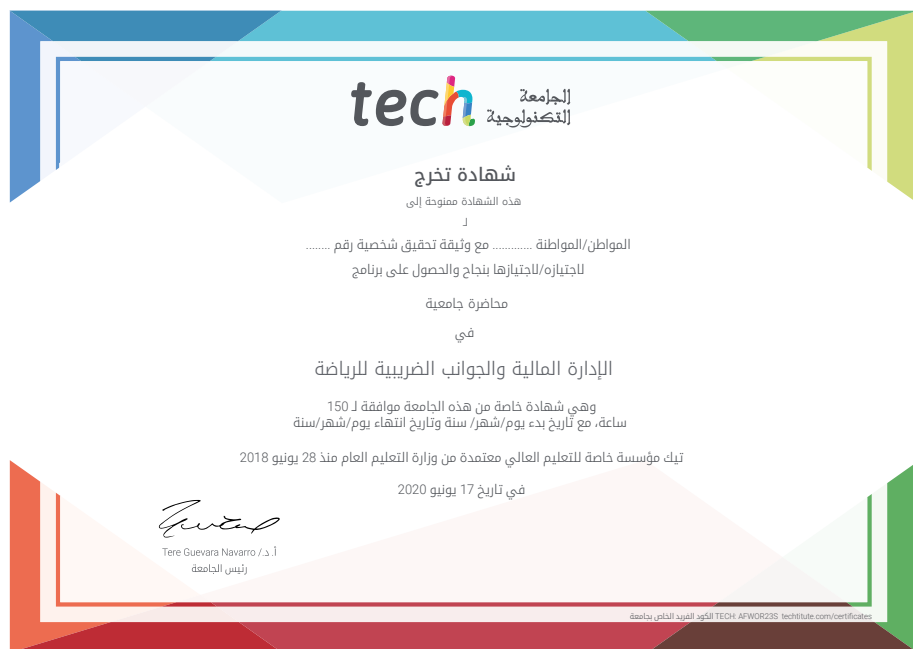 tech الجامعة
التكنولوجية
شهادة تخرج
هذه الشهادة ممنوحة إلى
لـ
المواطن/المواطنة ............ مع وثيقة تحقيق شخصية رقم ........
لاجتيازه/لاجتيازها بنجاح والحصول على برنامج
محاضرة جامعية
في
الإدارة المالية والجوانب الضريبية للرياضة
وهي شهادة خاصة من هذه الجامعة موافقة لـ 150
ساعة، مع تاريخ بدء يوم/شهر/ سنة وتاريخ انتهاء يوم/شهر/سنة
تيك مؤسسة خاصة للتعليم العالي معتمدة من وزارة التعليم العام منذ 28 يونيو 2018
في تاريخ 17 يونيو 2020
أ. د./ Tere Guevara Navarro
رئيس الجامعة
الكود الفريد الخاص بجامعة TECH: AFWOR23S techtitute.com/certificates